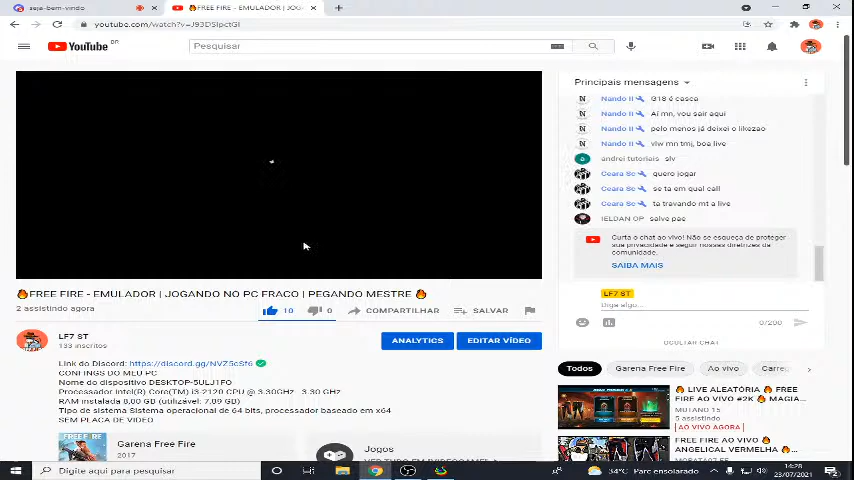 seja-bem-vindo
🔥FREE FIRE - EMULADOR | JOG
youtube.com/watch?v=J93DSIpctGI
YouTube BR
Pesquisar
Principais mensagens
Nando II G18 é casca
Nando II Aí mn, vou sair aqui
Nando II pelo menos já deixei o likezao
Nando II vlw mn tmj, boa live
andrei tutoriais slv
Ceara Sc quero jogar
Ceara Sc se ta em qual call
Ceara Sc ta travando mt a live
IELDAN OP salve pae
Curta o chat ao vivo! Não se esqueça de proteger
sua privacidade e seguir nossas diretrizes da
comunidade.
SAIBA MAIS
LF7 ST
Diga algo...
0/200
OCULTAR CHAT
🔥FREE FIRE - EMULADOR | JOGANDO NO PC FRACO | PEGANDO MESTRE 🔥
2 assistindo agora
10
0
COMPARTILHAR
SALVAR
LF7 ST
133 inscritos
ANALYTICS
EDITAR VÍDEO
Link do Discord: https://discord.gg/NVZ5cSf6
CONFINGS DO MEU PC
Nome do dispositivo DESKTOP-5ULJ1FO
Processador Intel(R) Core(TM) i3-2120 CPU @ 3.30GHz 3.30 GHz
RAM instalada 8,00 GB (utilizável: 7,89 GB)
Tipo de sistema Sistema operacional de 64 bits, processador baseado em x64
SEM PLACA DE VIDEO
Garena Free Fire
2017
Jogos
Todos
Garena Free Fire
Ao vivo
🔥 LIVE ALEATÓRIA 🔥 FREE
FIRE AO VIVO #2K 🔥 MAGIA...
MUTANO 15
5 assistindo
AO VIVO AGORA
FREE FIRE AO VIVO 🔥
ANGELICAL VERMELHA 🔥...
Digite aqui para pesquisar
34°C Parc ensolarado
14:28
23/07/2021